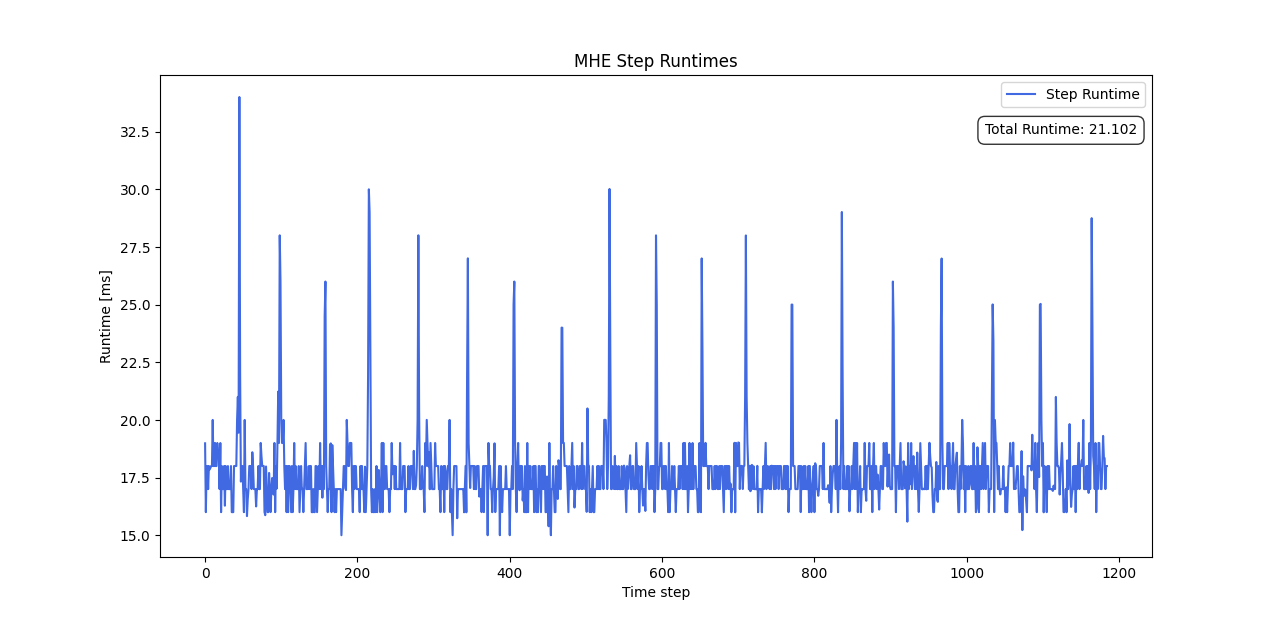 MHE Step Runtimes
Step Runtime
Total Runtime: 21.102
Runtime [ms]
32.5
30.0
27.5
25.0
22.5
20.0
17.5
15.0
0 200 400 600 800 1000 1200
Time step